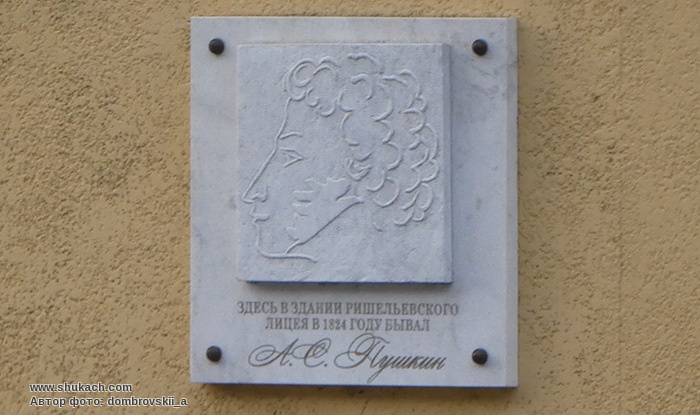 ЗДЕСЬ В ЗДАНИИ РИШЕЛЬЕВСКОГО
ЛИЦЕЯ В 1824 ГОДУ БЫВАЛ
А. С. Пушкин
www.shukach.com
Автор фото: dombrovskii_a